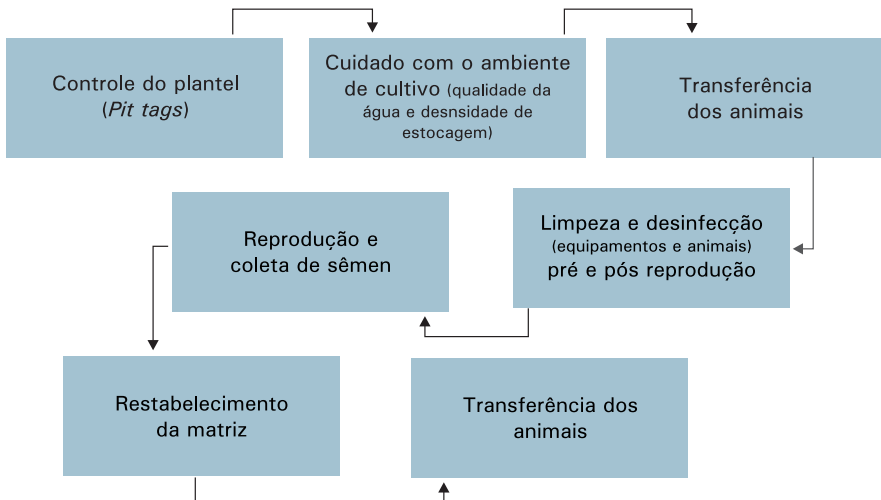 Controle do plantel
(Pit tags)
Cuidado com o ambiente
de cultivo (qualidade da
água e desnsidade de
estocagem)
Transferência
dos animais
Limpeza e desinfecção
(equipamentos e animais)
pré e pós reprodução
Reprodução e
coleta de sêmen
Restabelecimento
da matriz
Transferência dos
animais